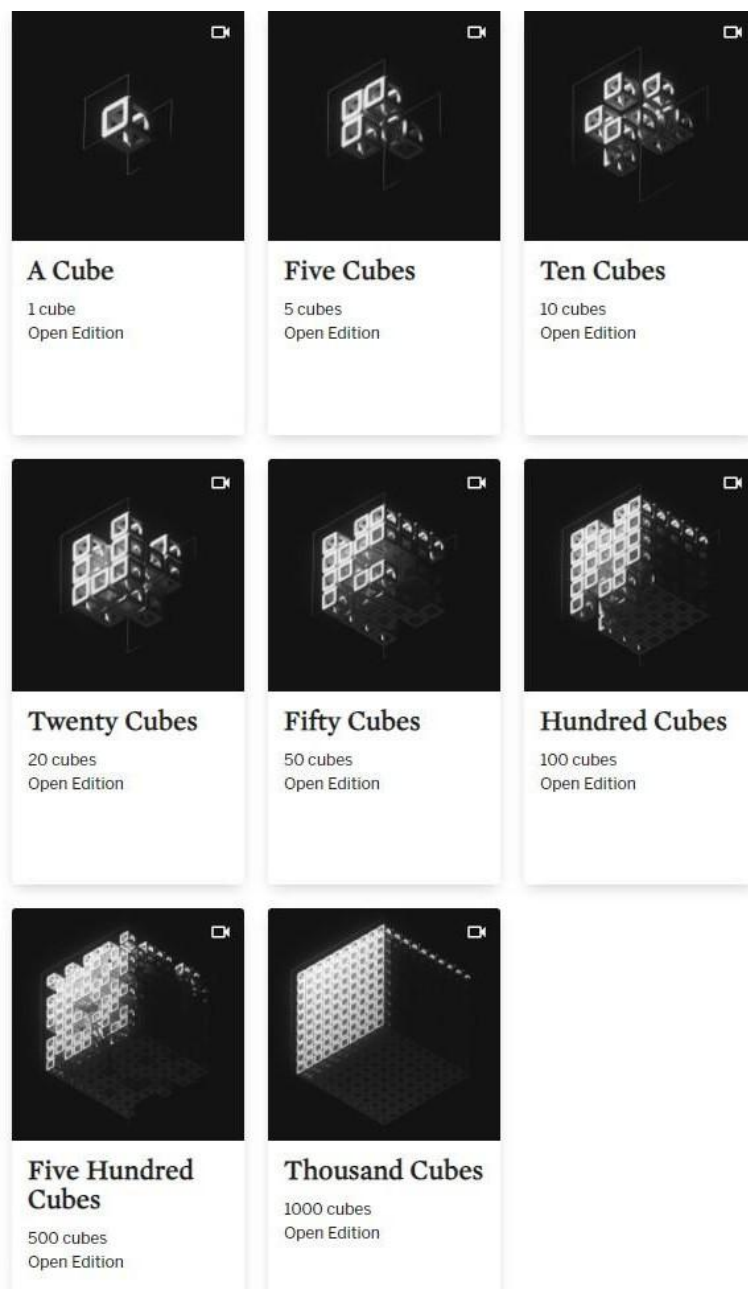 A Cube
1 cube
Open Edition
Five Cubes
5 cubes
Open Edition
Ten Cubes
10 cubes
Open Edition
Twenty Cubes
20 cubes
Open Edition
Fifty Cubes
50 cubes
Open Edition
Hundred Cubes
100 cubes
Open Edition
Five Hundred
Cubes
500 cubes
Open Edition
Thousand Cubes
1000 cubes
Open Edition